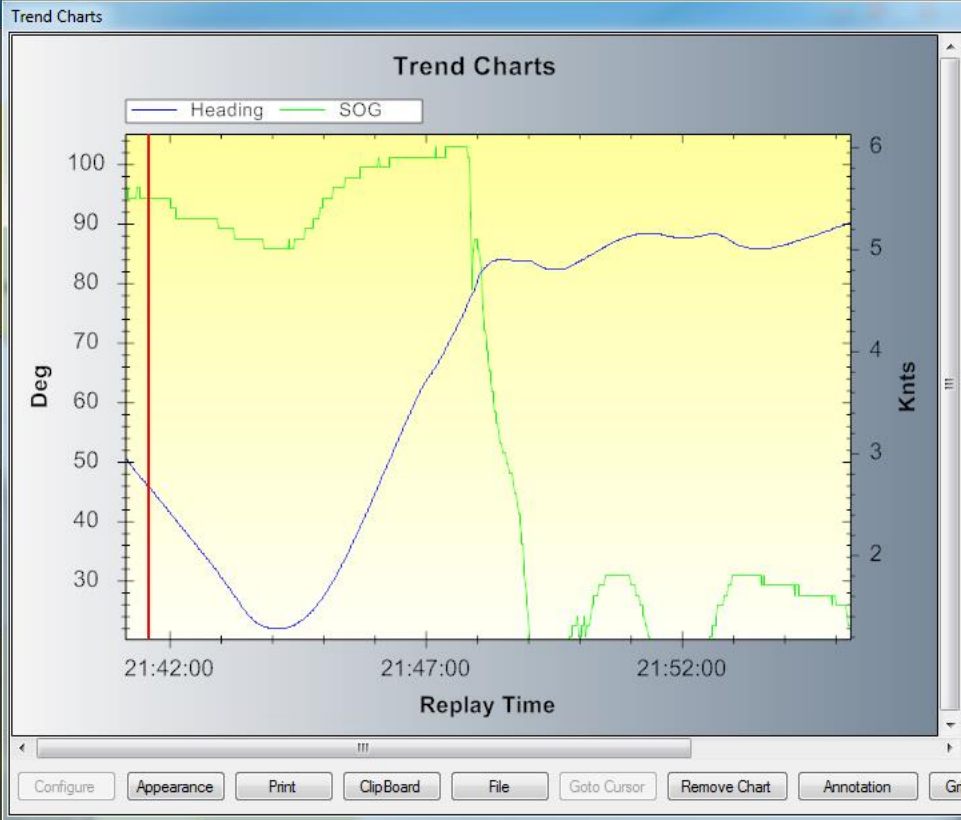 Trend Charts
Trend Charts
Heading SOG
100
90
80
70
60
50
40
30
Deg
6
5
4
3
2
Knts
21:42:00 21:47:00 21:52:00
Replay Time
Configure Appearance Print ClipBoard File Goto Cursor Remove Chart Annotation